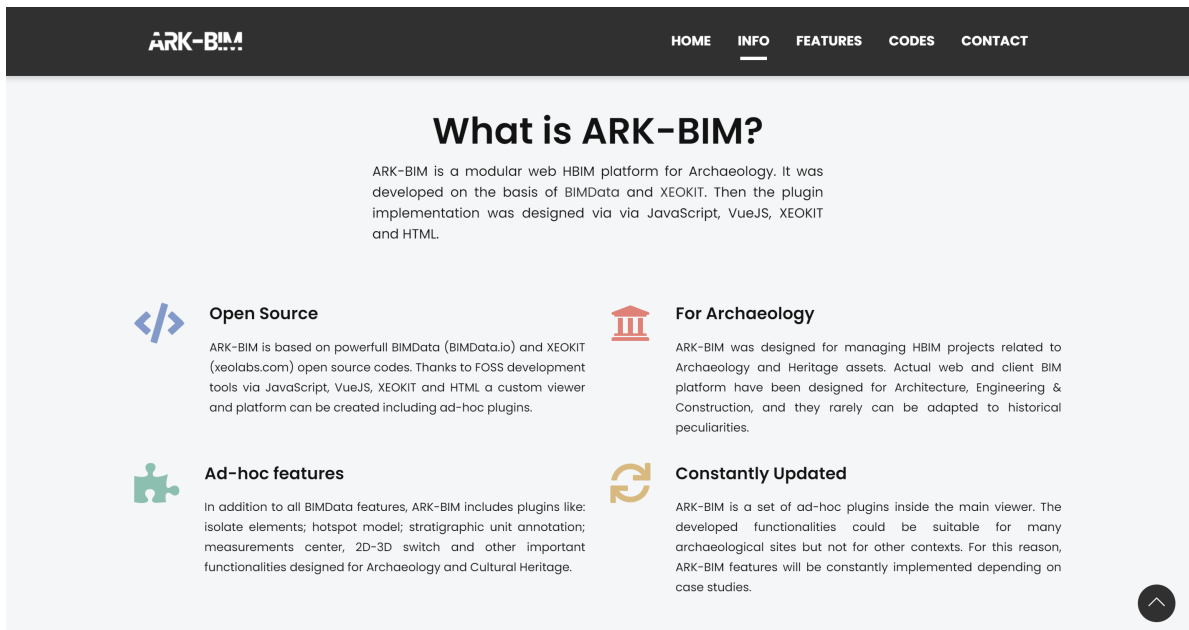 ARK-BIM
HOME INFO FEATURES CODES CONTACT
What is ARK-BIM?
ARK-BIM is a modular web HBIM platform for Archaeology. It was
developed on the basis of BIMData and XEOKIT. Then the plugin
implementation was designed via via JavaScript, VueJS, XEOKIT
and HTML.
Open Source
ARK-BIM is based on powerfull BIMData (BIMData.io) and XEOKIT
(xeolabs.com) open source codes. Thanks to FOSS development
tools via JavaScript, VueJS, XEOKIT and HTML a custom viewer
and platform can be created including ad-hoc plugins.
For Archaeology
ARK-BIM was designed for managing HBIM projects related to
Archaeology and Heritage assets. Actual web and client BIM
platform have been designed for Architecture, Engineering &
Construction, and they rarely can be adapted to historical
peculiarities.
Ad-hoc features
In addition to all BIMData features, ARK-BIM includes plugins like:
isolate elements; hotspot model; stratigraphic unit annotation;
measurements center, 2D-3D switch and other important
functionalities designed for Archaeology and Cultural Heritage.
Constantly Updated
ARK-BIM is a set of ad-hoc plugins inside the main viewer. The
developed functionalities could be suitable for many
archaeological sites but not for other contexts. For this reason,
ARK-BIM features will be constantly implemented depending on
case studies.